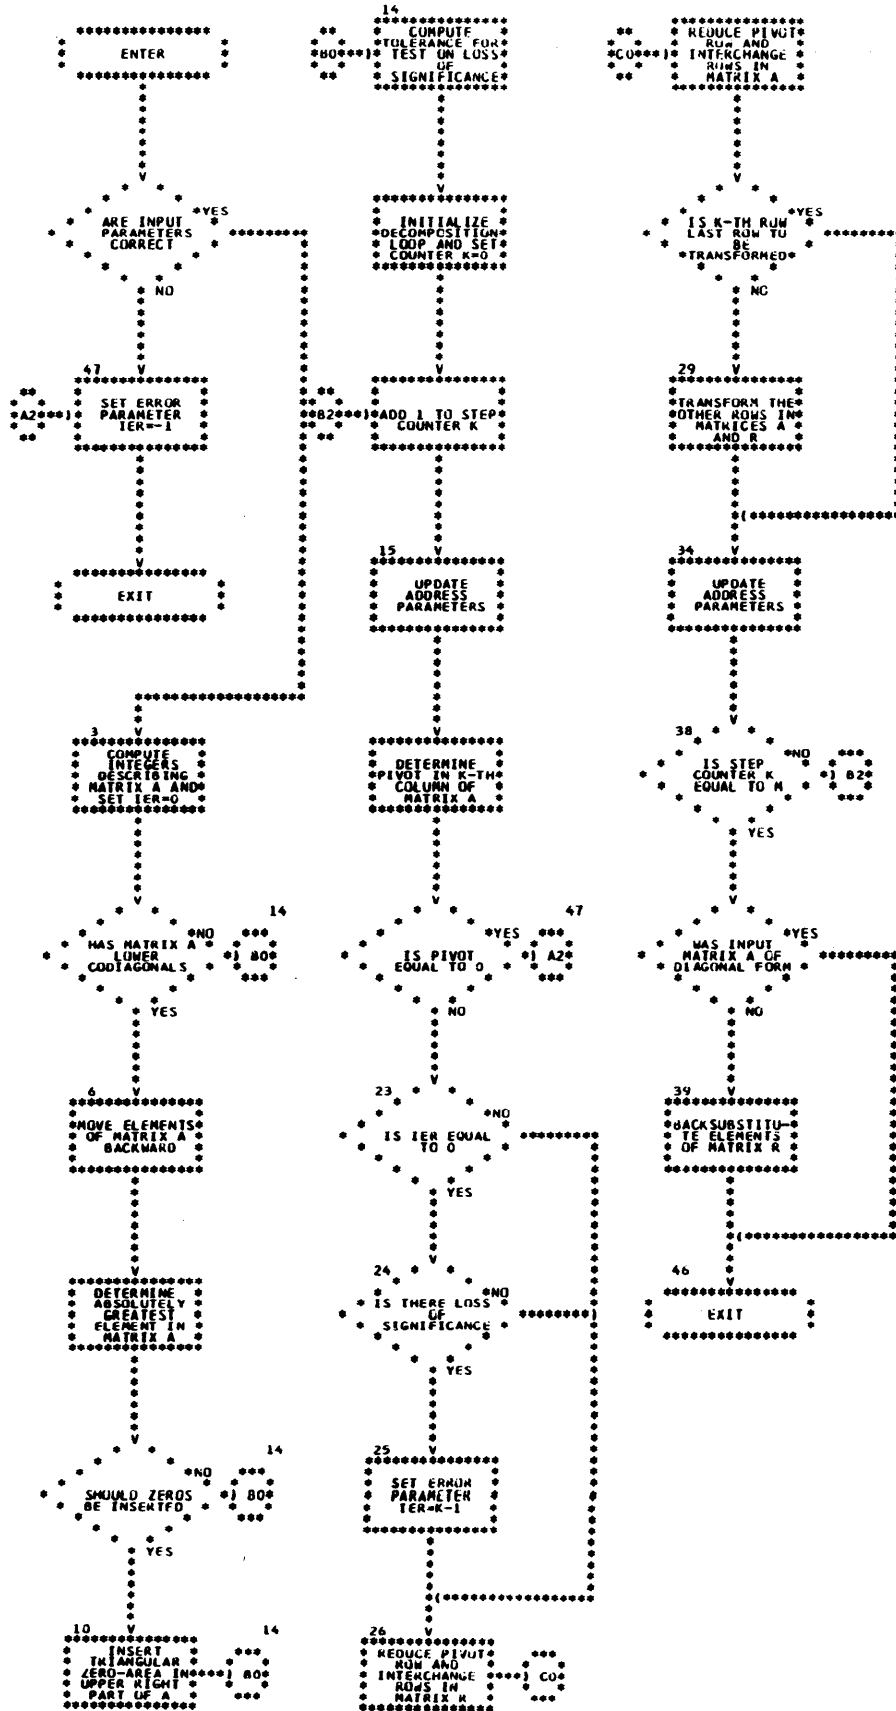 ENTER
ARE INPUT
PARAMETERS
CORRECT
YES
NO
47
A2
SET ERROR
PARAMETER
IER=-1
EXIT
3
COMPUTE
INTEGERS
DESCRIBING
MATRIX A AND
SET IER=0
HAS MATRIX A
LOWER
CODIAGONALS
NO
14
B0
YES
6
MOVE ELEMENTS
OF MATRIX A
BACKWARD
DETERMINE
ABSOLUTELY
GREATEST
ELEMENT IN
MATRIX A
SHOULD ZEROS
BE INSERTED
NO
14
B0
YES
10
INSERT
TRIANGULAR
ZERO-AREA IN
UPPER RIGHT
PART OF A
14
B0
14
B0
COMPUTE
TOLERANCE FOR
TEST ON LOSS
OF
SIGNIFICANCE
INITIALIZE
DECOMPOSITION
LOOP AND SET
COUNTER K=0
B2
ADD 1 TO STEP
COUNTER K
15
UPDATE
ADDRESS
PARAMETERS
DETERMINE
PIVOT IN K-TH
COLUMN OF
MATRIX A
IS PIVOT
EQUAL TO 0
YES
47
A2
NO
23
IS IER EQUAL
TO 0
NO
YES
24
IS THERE LOSS
OF
SIGNIFICANCE
NO
YES
25
SET ERROR
PARAMETER
IER=K-1
26
REDUCE PIVOT
ROW AND
INTERCHANGE
ROWS IN
MATRIX R
C0
C0
REDUCE PIVOT
ROW AND
INTERCHANGE
ROWS IN
MATRIX A
IS K-TH ROW
LAST ROW TO
BE
TRANSFORMED
YES
NO
29
TRANSFORM THE
OTHER ROWS IN
MATRICES A
AND R
34
UPDATE
ADDRESS
PARAMETERS
38
IS STEP
COUNTER K
EQUAL TO M
NO
B2
YES
WAS INPUT
MATRIX A OF
DIAGONAL FORM
YES
NO
39
BACKSUBSTITU-
TE ELEMENTS
OF MATRIX R
46
EXIT